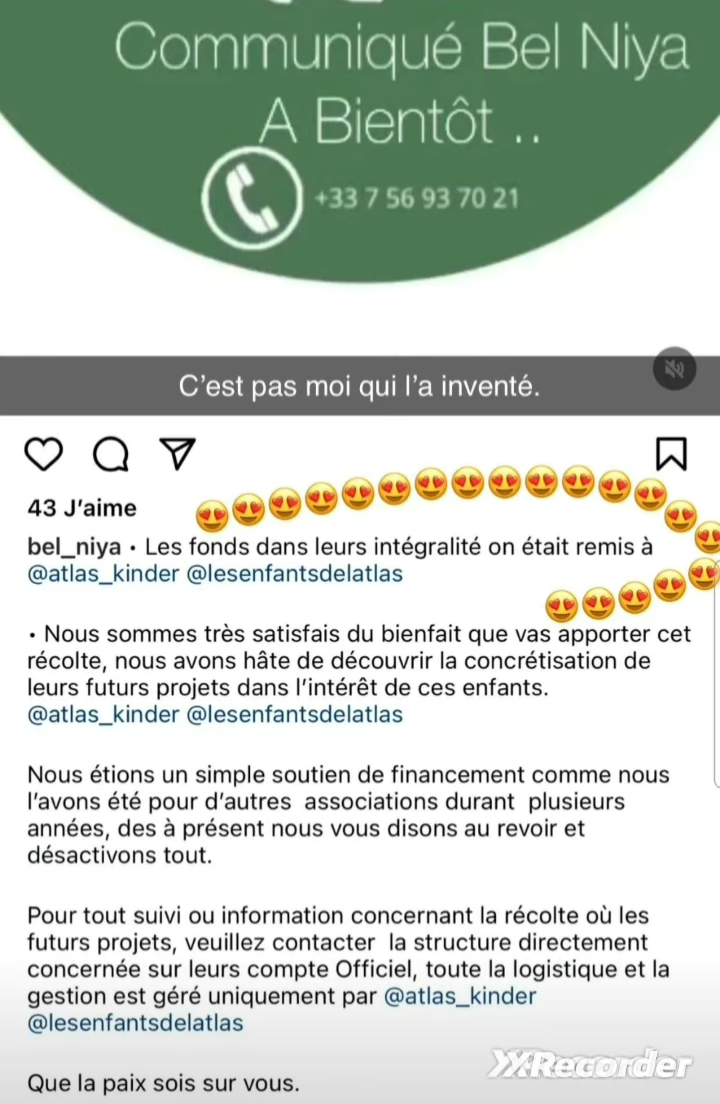 Communiqué Bel Niya
A Bientôt ..
+33 7 56 93 70 21
C'est pas moi qui l'a inventé.
43 J'aime
bel_niya • Les fonds dans leurs intégralité on était remis à
@atlas_kinder @lesenfantsdelatlas
• Nous sommes très satisfais du bienfait que vas apporter cet
récolte, nous avons hâte de découvrir la concrétisation de
leurs futurs projets dans l'intérêt de ces enfants.
@atlas_kinder @lesenfantsdelatlas
Nous étions un simple soutien de financement comme nous
l'avons été pour d'autres  associations durant  plusieurs
années, des à présent nous vous disons au revoir et
désactivons tout.
Pour tout suivi ou information concernant la récolte où les
futurs projets, veuillez contacter  la structure directement
concernée sur leurs compte Officiel, toute la logistique et la
gestion est géré uniquement par @atlas_kinder
@lesenfantsdelatlas
Que la paix sois sur vous.
XRecorder